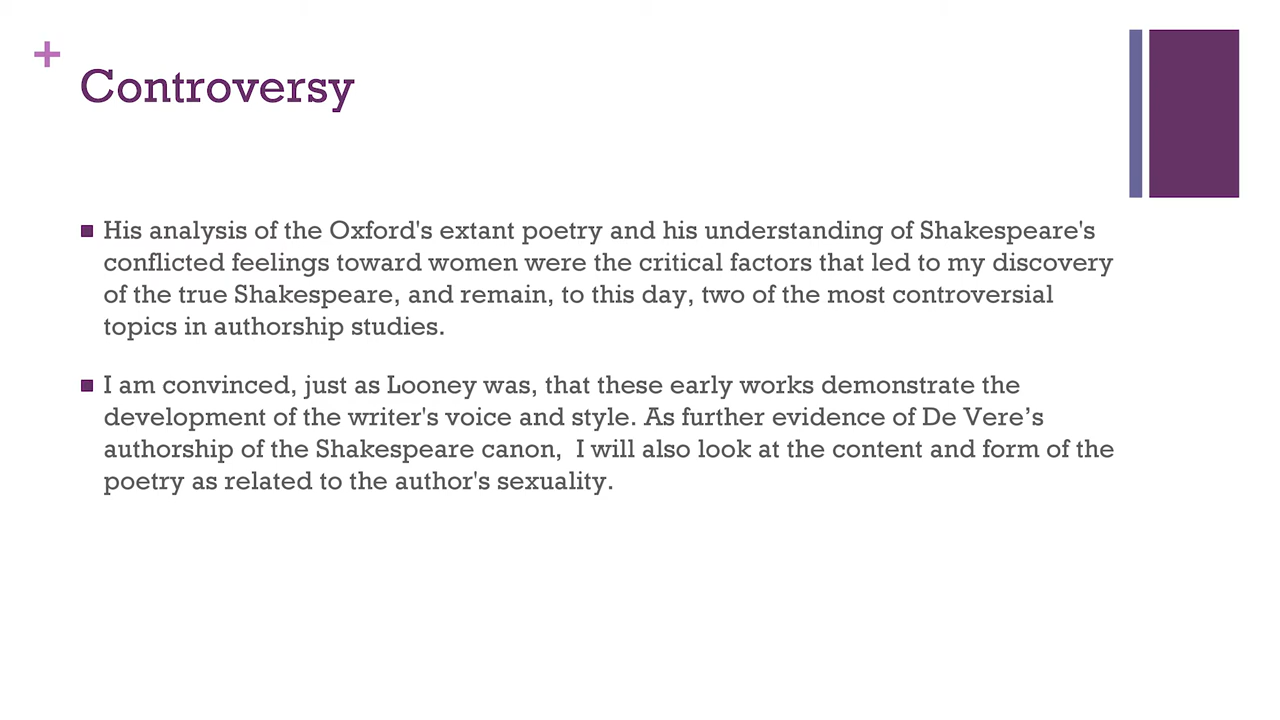 +
Controversy
His analysis of the Oxford's extant poetry and his understanding of Shakespeare's
conflicted feelings toward women were the critical factors that led to my discovery
of the true Shakespeare, and remain, to this day, two of the most controversial
topics in authorship studies.
I am convinced, just as Looney was, that these early works demonstrate the
development of the writer's voice and style. As further evidence of De Vere’s
authorship of the Shakespeare canon,  I will also look at the content and form of the
poetry as related to the author's sexuality.